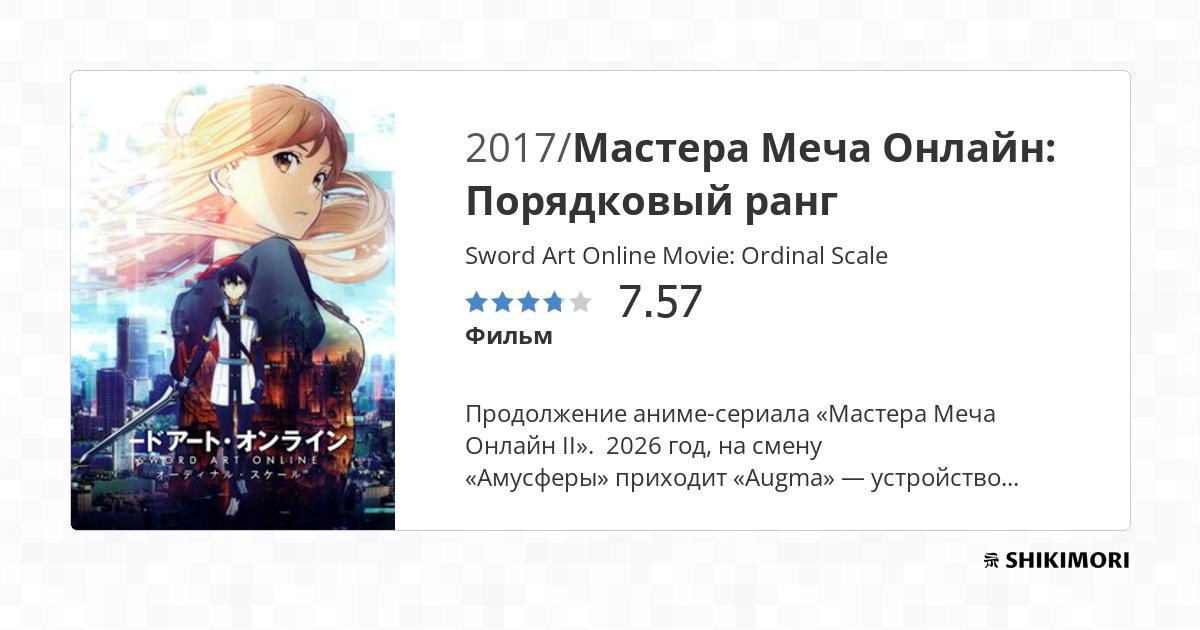 2017/Мастера Меча Онлайн:
Порядковый ранг
Sword Art Online Movie: Ordinal Scale
7.57
Фильм
Продолжение аниме-сериала «Мастера Меча
Онлайн II».  2026 год, на смену
«Амусферы» приходит «Augma» — устройство...
ードアート・オンライン
SWORD ART ONLINE
オーディナル・スケール
SHIKIMORI